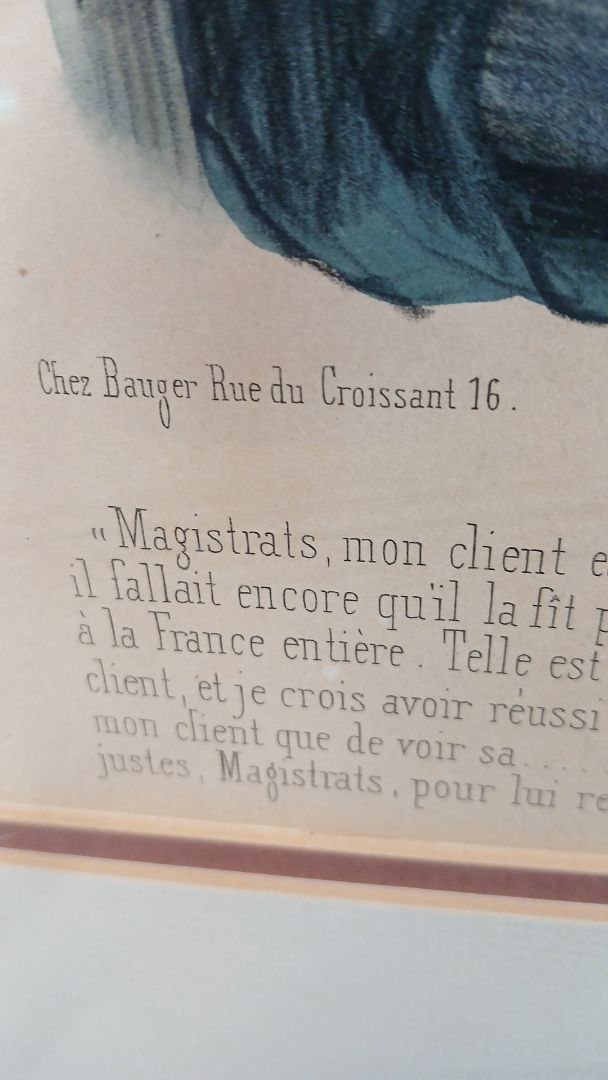 Chez Bauger Rue du Croissant 16.
"Magistrats, mon client
il fallait encore qu'il la fît
à la France entière. Telle est
client, et je crois avoir réussi
mon client que de voir sa.....
justes, Magistrats, pour lui